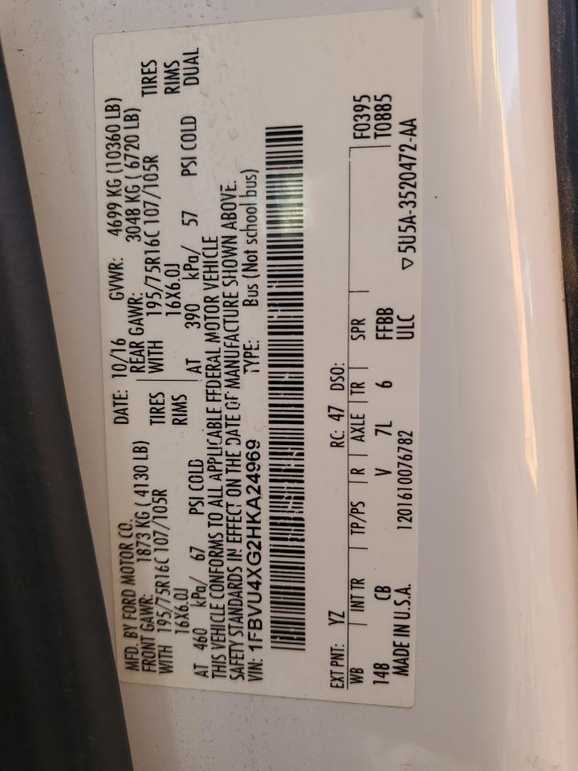 MFD. BY FORD MOTOR CO. DATE: 10/16 GVWR: 4699 KG (10360 LB)
FRONT GAWR: 1873 KG ( 4130 LB) REAR GAWR: 3048 KG ( 6720 LB)
WITH 195/75R16C 107/105R TIRES WITH 195/75R16C 107/105R TIRES
16X6.0J RIMS 16X6.0J RIMS
AT 460 kPa/ 67 PSI COLD AT 390 kPa/ 57 PSI COLD DUAL
THIS VEHICLE CONFORMS TO ALL APPLICABLE FEDERAL MOTOR VEHICLE
SAFETY STANDARDS IN EFFECT ON THE DATE OF MANUFACTURE SHOWN ABOVE.
VIN: 1FBVU4XG2HKA24969 TYPE: Bus (Not school bus)
EXT PNT: YZ RC: 47 DSO: F0395
WB INT TR TP/PS R AXLE TR SPR T0885
148 CB V 7L 6 FFBB
MADE IN U.S.A. 1201610076782 ULC
▽5U5A-3520472-AA